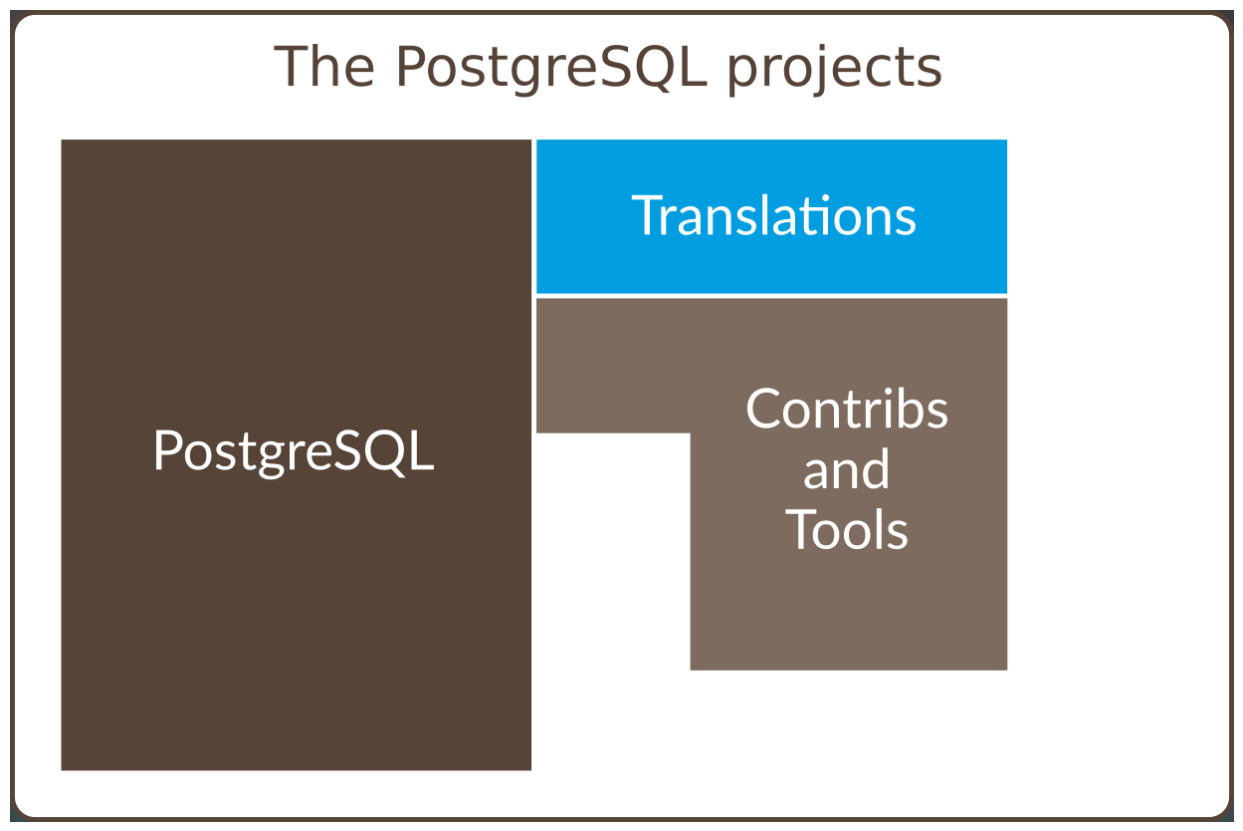 The PostgreSQL projects
PostgreSQL
Translations
Contribs
and
Tools